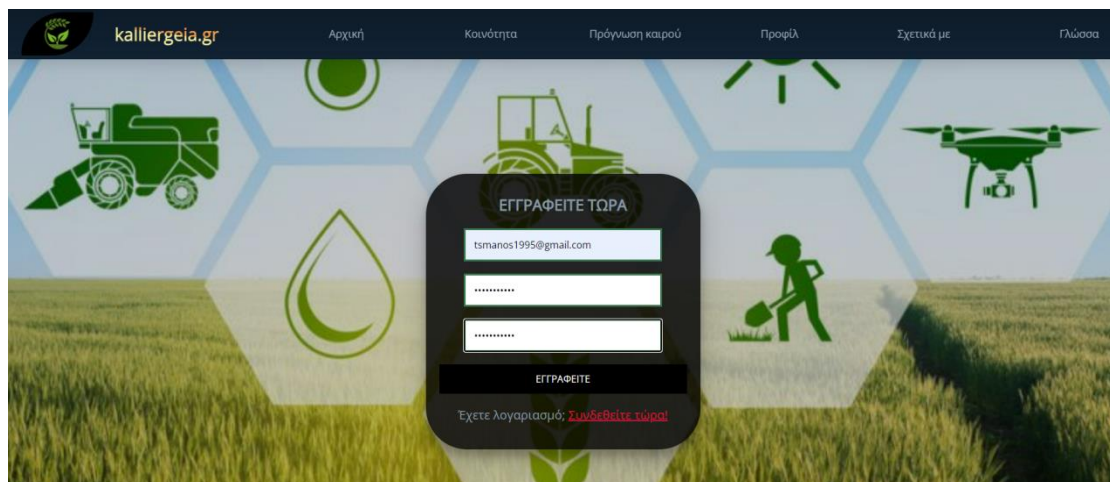 kalliergeia.gr Αρχική Κοινότητα Πρόγνωση καιρού Προφίλ Σχετικά με Γλώσσα
ΕΓΓΡΑΦΕΙΤΕ ΤΩΡΑ
tsmanos1995@gmail.com
•••••••••••
•••••••••••
ΕΓΓΡΑΦΕΙΤΕ
Έχετε λογαριασμό; Συνδεθείτε τώρα!